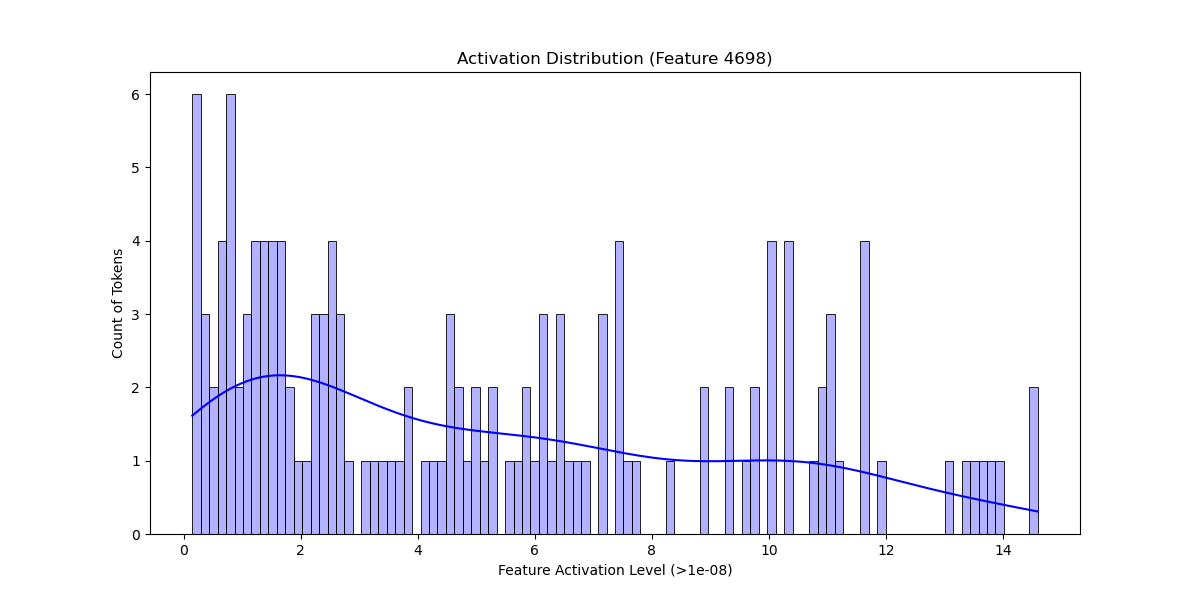 Activation Distribution (Feature 4698)
6
5
4
3
2
1
0
Count of Tokens
0 2 4 6 8 10 12 14
Feature Activation Level (>1e-08)